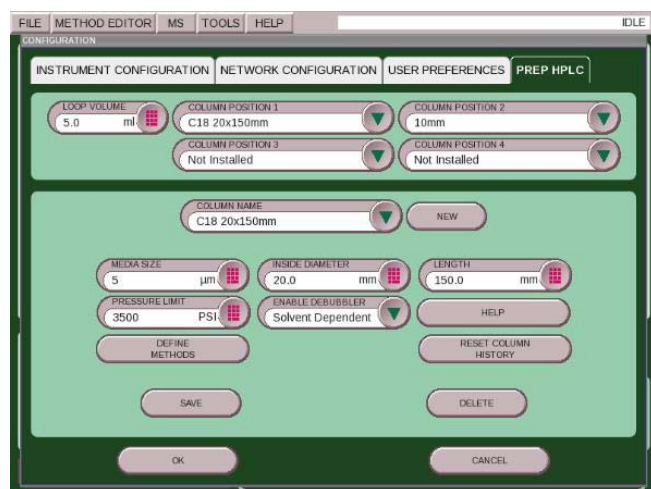 FILE METHOD EDITOR MS TOOLS HELP IDLE
CONFIGURATION
INSTRUMENT CONFIGURATION NETWORK CONFIGURATION USER PREFERENCES PREP HPLC
LOOP VOLUME COLUMN POSITION 1 COLUMN POSITION 2
5.0 ml C18 20x150mm 10mm
COLUMN POSITION 3 COLUMN POSITION 4
Not Installed Not Installed
COLUMN NAME
C18 20x150mm NEW
MEDIA SIZE INSIDE DIAMETER LENGTH
5 µm 20.0 mm 150.0 mm
PRESSURE LIMIT ENABLE DEBUBBLER
3500 PSI Solvent Dependent HELP
DEFINE METHODS RESET COLUMN HISTORY
SAVE DELETE
OK CANCEL